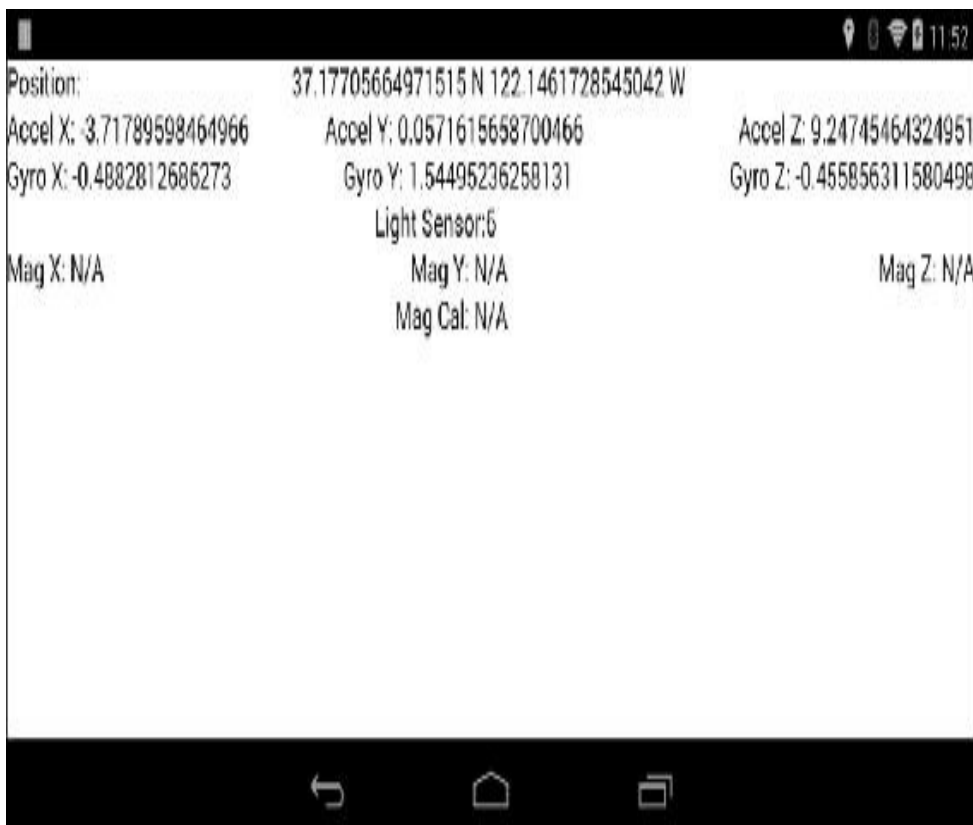 11:52
Position: 37.17705664971515 N 122.1461728545042 W
Accel X: -3.71789598464966 Accel Y: 0.0571615658700466 Accel Z: 9.24745464324951
Gyro X: -0.4882812686273 Gyro Y: 1.54495236258131 Gyro Z: -0.455856311580498
Light Sensor:6
Mag X: N/A Mag Y: N/A Mag Z: N/A
Mag Cal: N/A